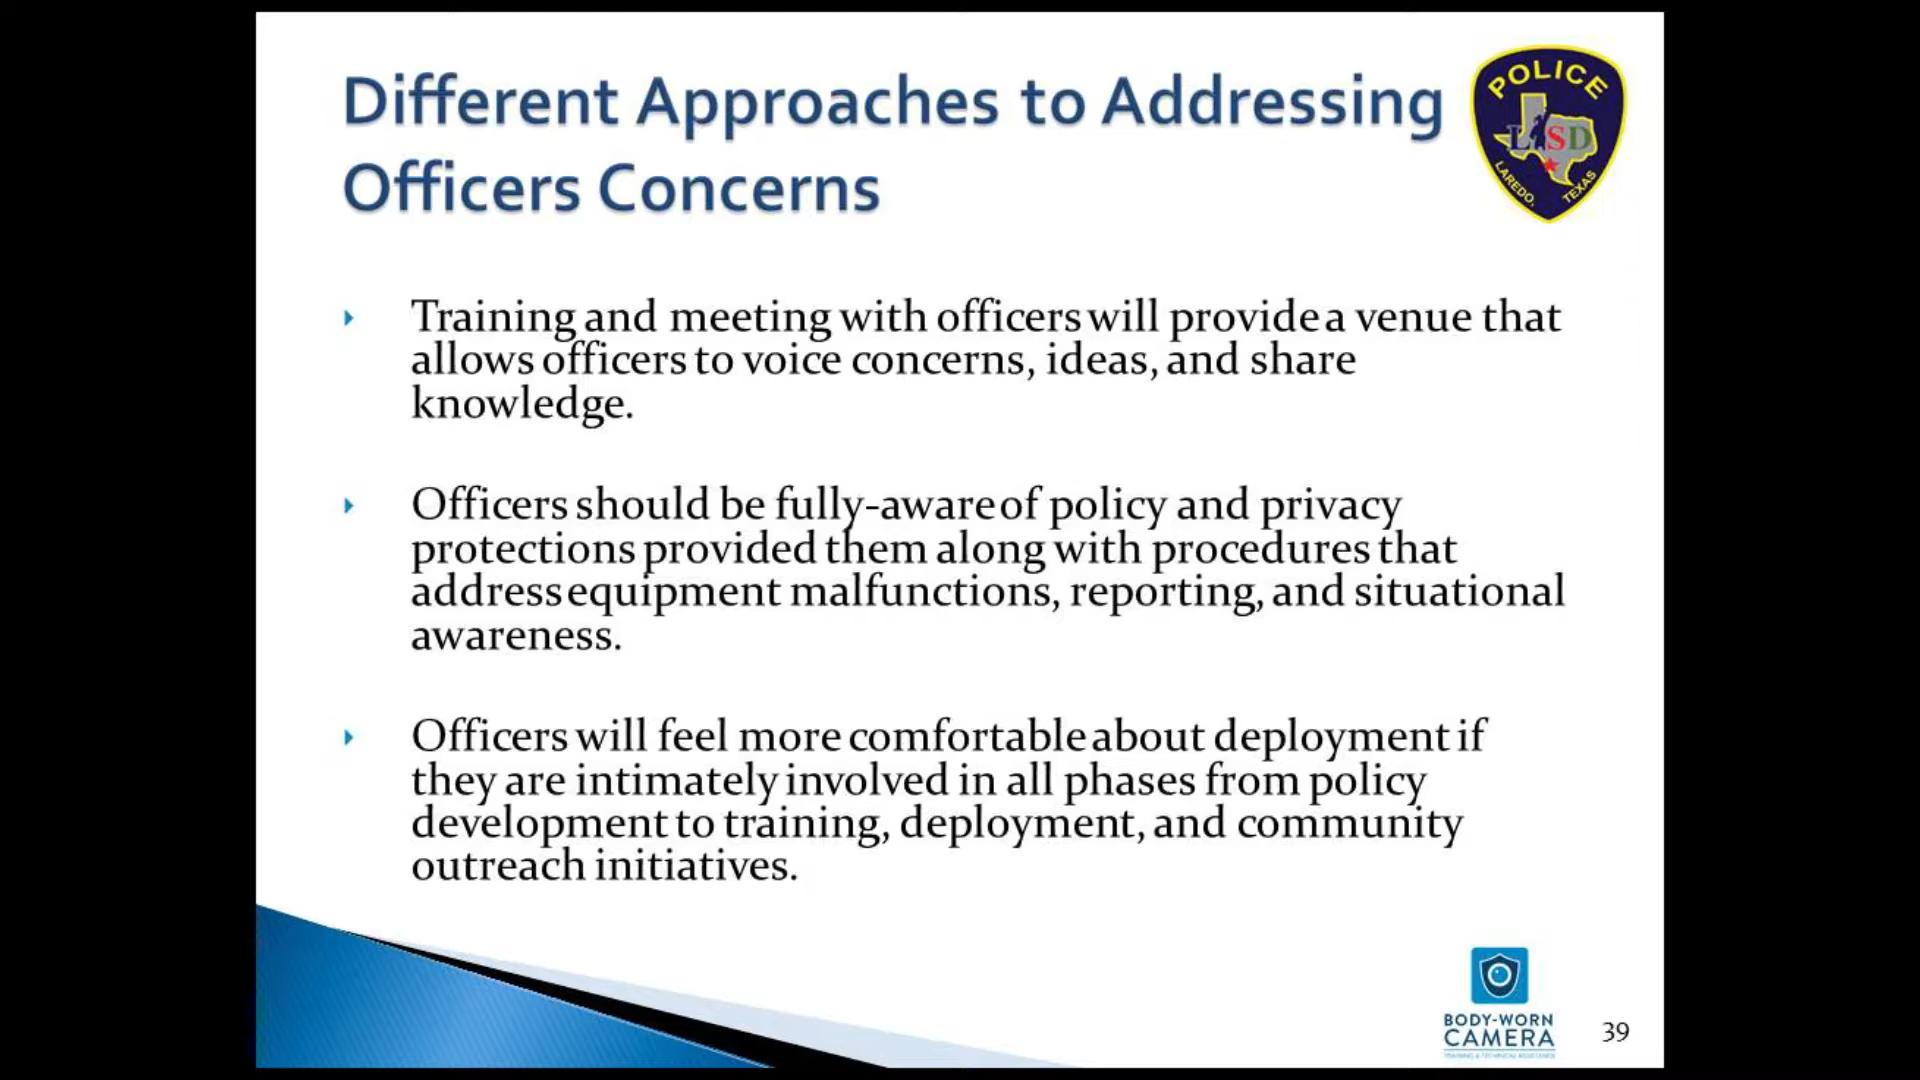 Different Approaches to Addressing
Officers Concerns
POLICE
LISD
LAREDO, TEXAS
Training and meeting with officers will provide a venue that
allows officers to voice concerns, ideas, and share
knowledge.
Officers should be fully-aware of policy and privacy
protections provided them along with procedures that
address equipment malfunctions, reporting, and situational
awareness.
Officers will feel more comfortable about deployment if
they are intimately involved in all phases from policy
development to training, deployment, and community
outreach initiatives.
BODY-WORN
CAMERA
TRAINING & TECHNICAL ASSISTANCE
39